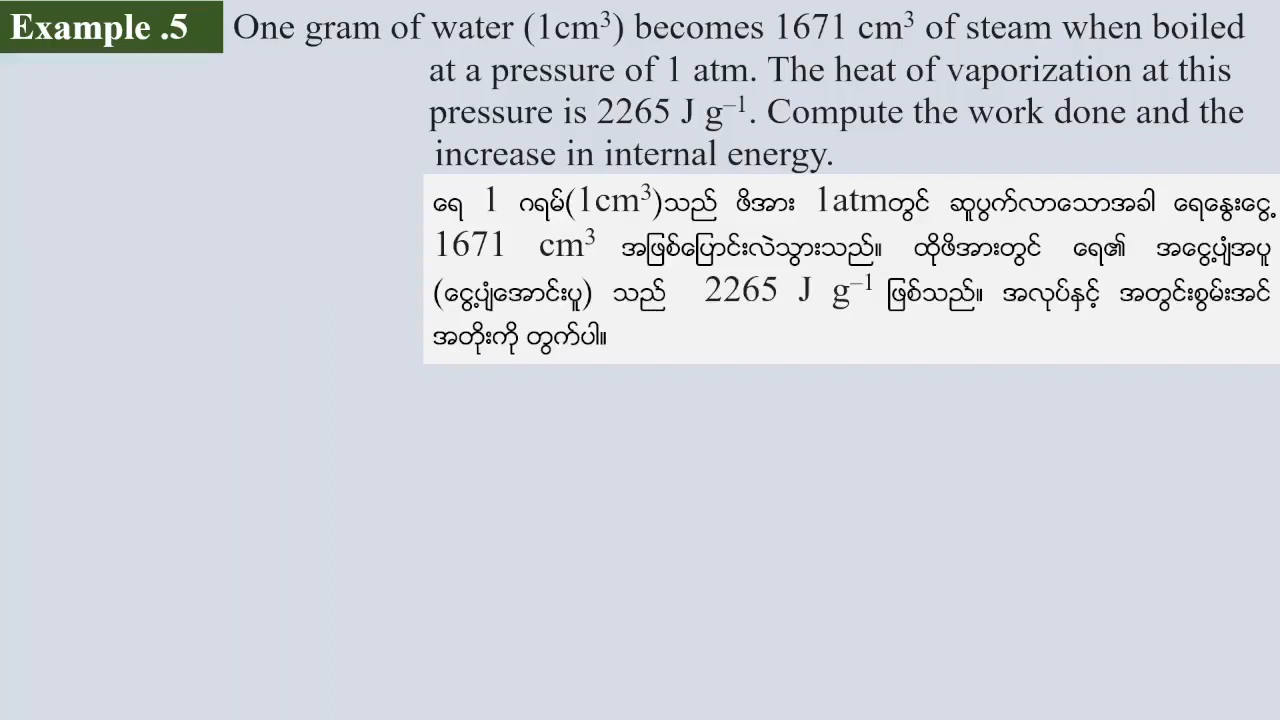 Example .5 One gram of water (1cm³) becomes 1671 cm³ of steam when boiled
at a pressure of 1 atm. The heat of vaporization at this
pressure is 2265 J g⁻¹. Compute the work done and the
increase in internal energy.
ရေ 1 ဂရမ်(1cm³)သည် ဖိအား 1atmတွင် ဆူပွက်လာသောအခါ ရေနွေးငွေ့
1671 cm³ အဖြစ်ပြောင်းလဲသွားသည်။ ထိုဖိအားတွင် ရေ၏ အငွေ့ပျံအပူ
(ငွေ့ပျံအောင်းပူ) သည် 2265 J g⁻¹ ဖြစ်သည်။ အလုပ်နှင့် အတွင်းစွမ်းအင်
အတိုးကို တွက်ပါ။